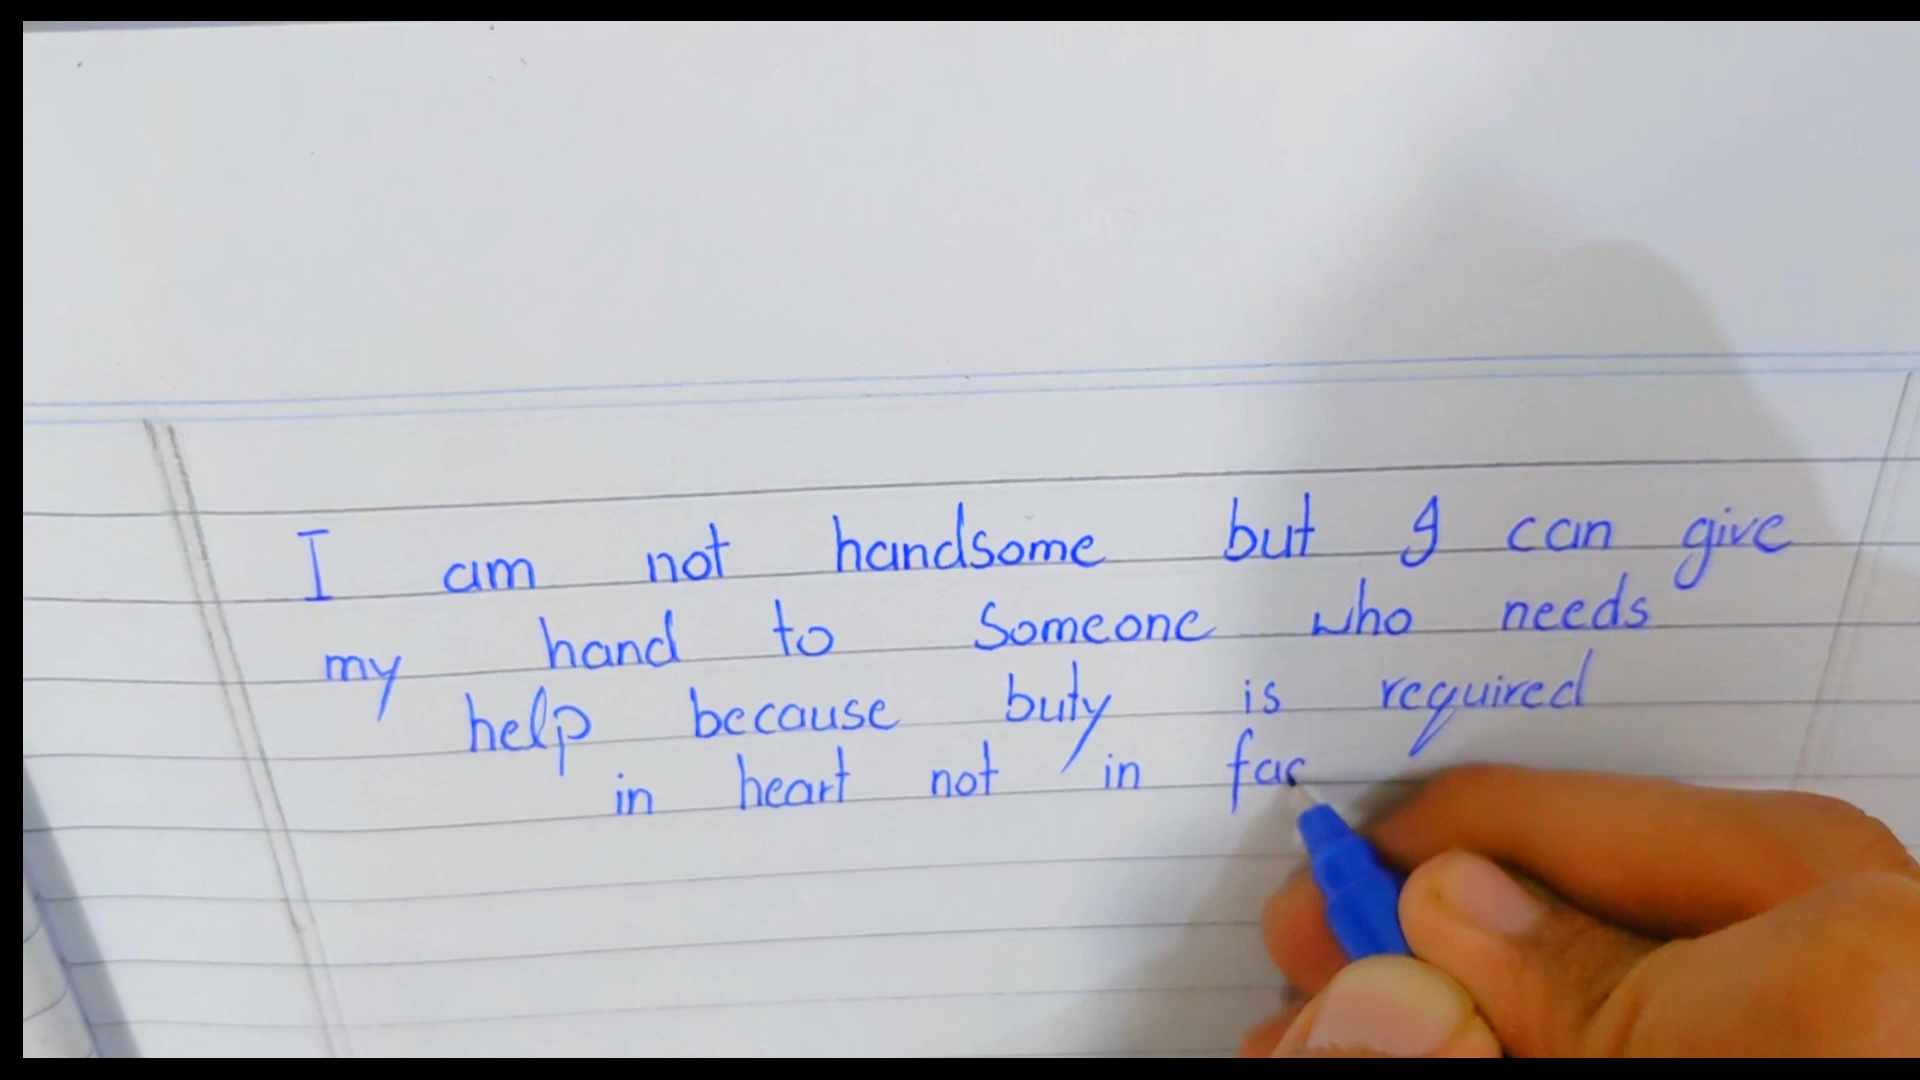 I am not handsome but I can give
my hand to Someone who needs
help because buty is required
in heart not in fac